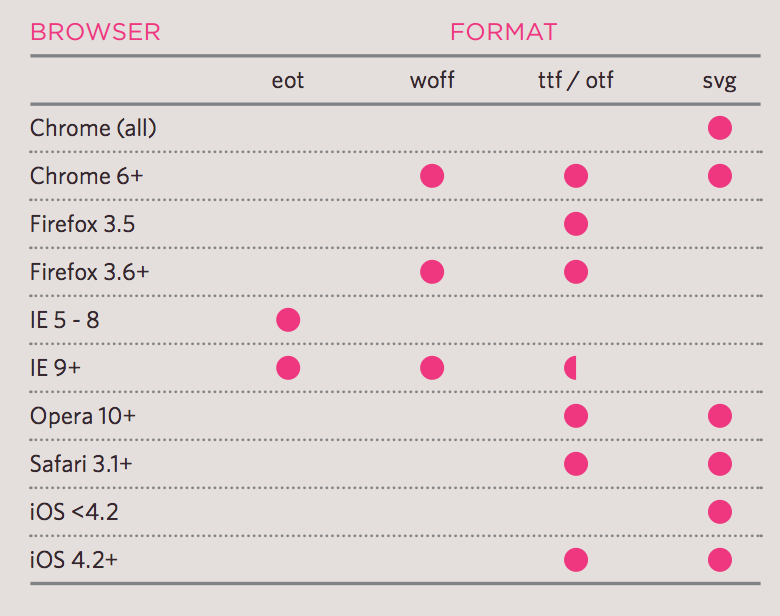 BROWSER FORMAT
eot woff ttf / otf svg
Chrome (all)
Chrome 6+
Firefox 3.5
Firefox 3.6+
IE 5 - 8
IE 9+
Opera 10+
Safari 3.1+
iOS <4.2
iOS 4.2+